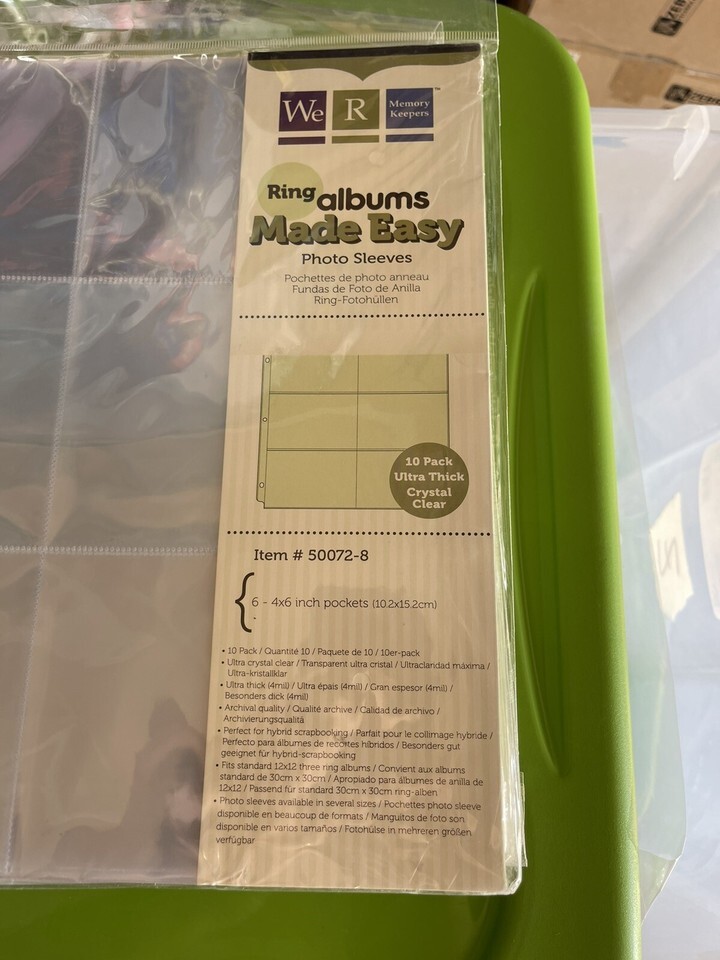 We R Memory Keepers™
Ring albums
Made Easy
Photo Sleeves
Pochettes de photo anneau
Fundas de Foto de Anilla
Ring-Fotohüllen
10 Pack
Ultra Thick
Crystal
Clear
Item # 50072-8
6 - 4x6 inch pockets (10.2x15.2cm)
• 10 Pack / Quantité 10 / Paquete de 10 / 10er-pack
• Ultra crystal clear / Transparent ultra cristal / Ultraclaridad máxima /
Ultra-kristallklar
• Ultra thick (4mil) / Ultra épais (4mil) / Gran espesor (4mil) /
Besonders dick (4mil)
• Archival quality / Qualité archive / Calidad de archivo /
Archivierungsqualitä
• Perfect for hybrid scrapbooking / Parfait pour le collimage hybride /
Perfecto para álbumes de recortes híbridos / Besonders gut
geeignet für hybrid-scrapbooking
• Fits standard 12x12 three ring albums / Convient aux albums
standard de 30cm x 30cm / Apropiado para álbumes de anilla de
12x12 / Passend für standard 30cm x 30cm ring-alben
• Photo sleeves available in several sizes / Pochettes photo sleeve
disponible en beaucoup de formats / Manguitos de foto son
disponible en varios tamaños / Fotohülse in mehreren größen
verfügbar